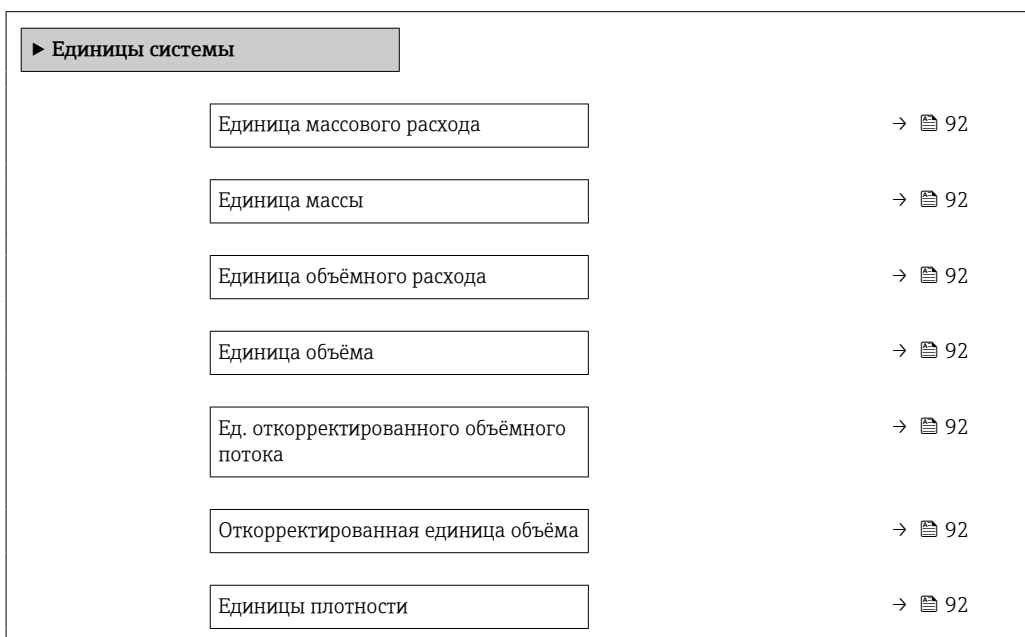 ► Единицы системы
Единица массового расхода → 92
Единица массы → 92
Единица объёмного расхода → 92
Единица объёма → 92
Ед. откорректированного объёмного → 92
потока
Откорректированная единица объёма → 92
Единицы плотности → 92